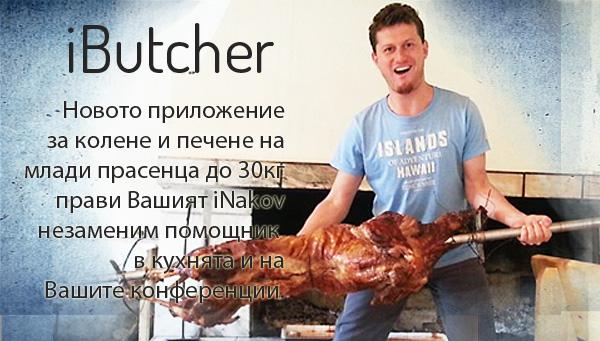 iButcher
Новото приложение
за колене и печене на
млади прасенца до 30кг
прави Вашият iNakov
незаменим помощник
в кухнята и на
Вашите конференции.
ISLANDS
OF ADVENTURE
HAWAII